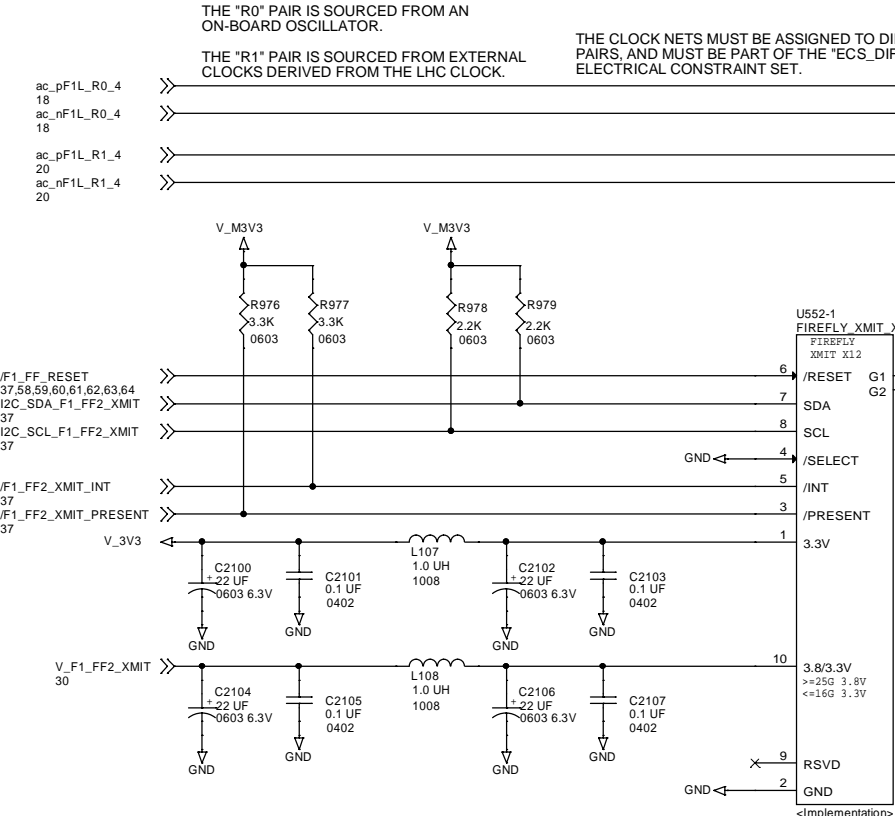 THE "R0" PAIR IS SOURCED FROM AN
ON-BOARD OSCILLATOR.
THE "R1" PAIR IS SOURCED FROM EXTERNAL
CLOCKS DERIVED FROM THE LHC CLOCK.
THE CLOCK NETS MUST BE ASSIGNED TO DI
PAIRS, AND MUST BE PART OF THE "ECS_DIF
ELECTRICAL CONSTRAINT SET.
ac_pF1L_R0_4
18
ac_nF1L_R0_4
18
ac_pF1L_R1_4
20
ac_nF1L_R1_4
20
V_M3V3
V_M3V3
R976
3.3K
0603
R977
3.3K
0603
R978
2.2K
0603
R979
2.2K
0603
U552-1
FIREFLY_XMIT_X
FIREFLY
XMIT X12
/F1_FF_RESET
37,58,59,60,61,62,63,64
I2C_SDA_F1_FF2_XMIT
37
I2C_SCL_F1_FF2_XMIT
37
/F1_FF2_XMIT_INT
37
/F1_FF2_XMIT_PRESENT
37
6 /RESET G1
G2
7 SDA
8 SCL
GND 4 /SELECT
5 /INT
3 /PRESENT
V_3V3
1 3.3V
L107
1.0 UH
1008
C2100
+ 22 UF
0603 6.3V
GND
C2101
0.1 UF
0402
GND
C2102
+ 22 UF
0603 6.3V
GND
C2103
0.1 UF
0402
GND
V_F1_FF2_XMIT
30
10 3.8/3.3V
>=25G 3.8V
<=16G 3.3V
L108
1.0 UH
1008
C2104
+ 22 UF
0603 6.3V
GND
C2105
0.1 UF
0402
GND
C2106
+ 22 UF
0603 6.3V
GND
C2107
0.1 UF
0402
GND
9 RSVD
GND 2 GND
<Implementation>